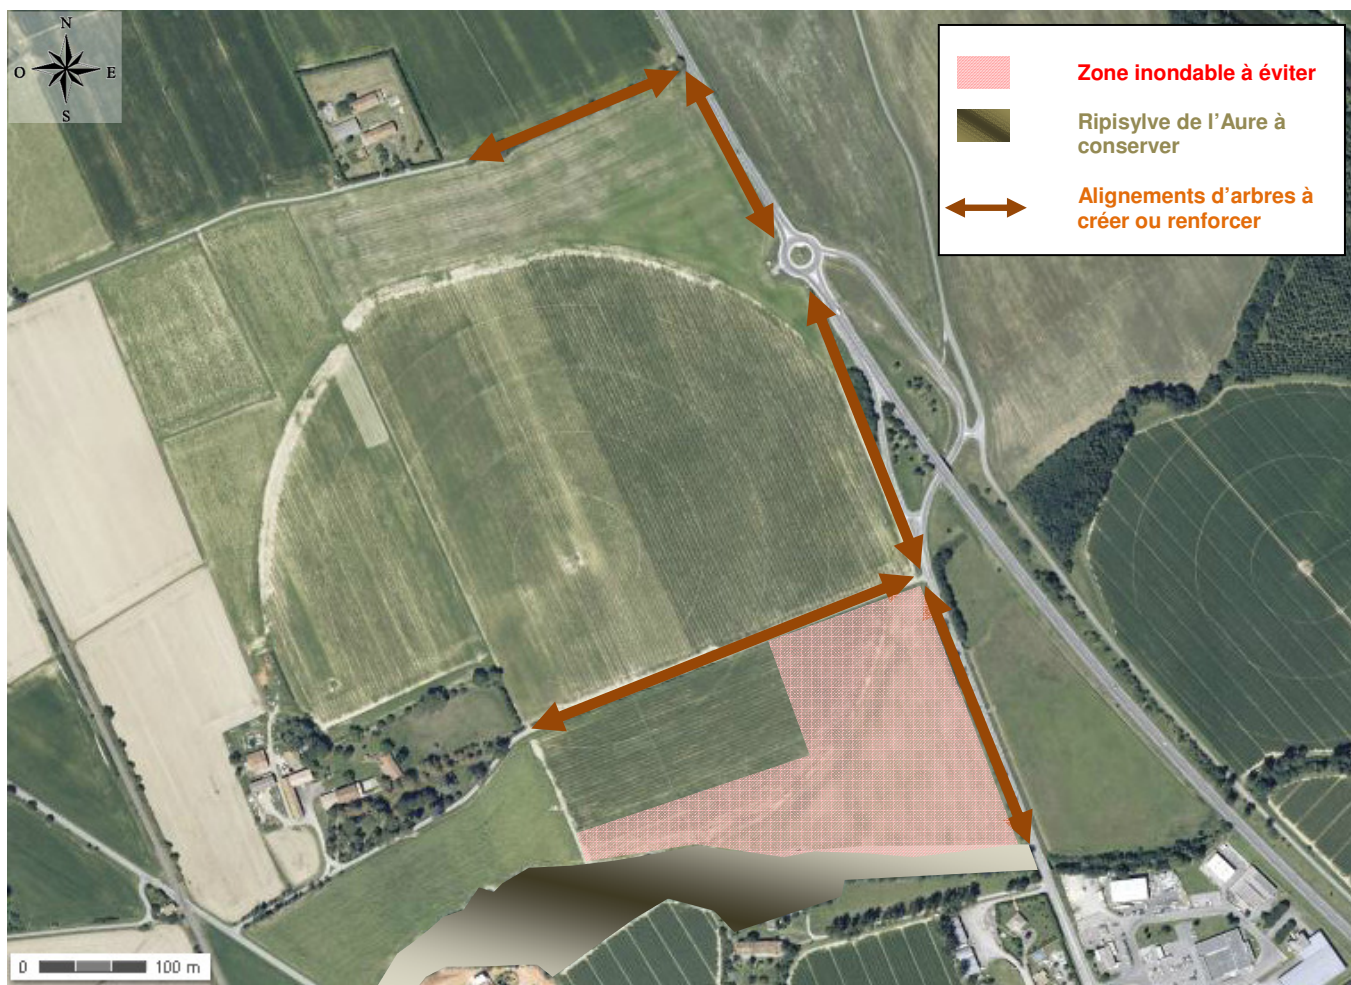 N
O
E
S
Zone inondable à éviter
Ripisylve de l'Aure à
conserver
Alignements d'arbres à
créer ou renforcer
0
100 m